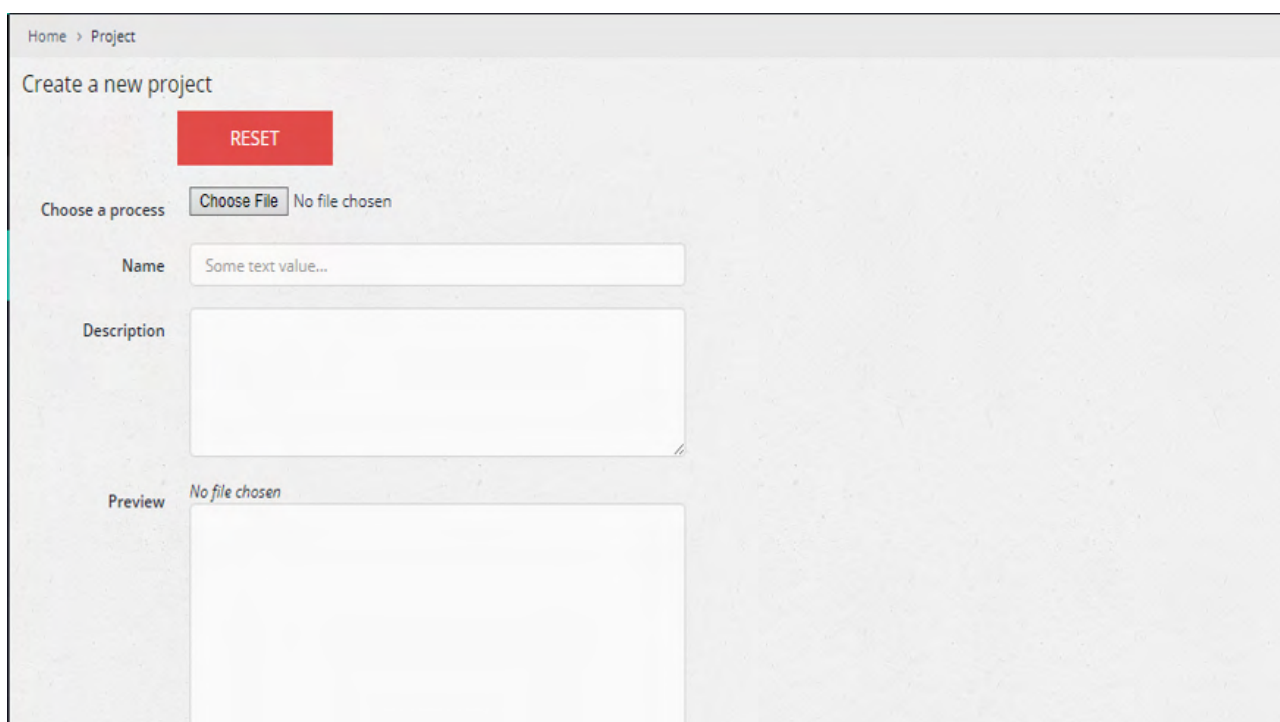 Home > Project
Create a new project
RESET
Choose a process Choose File No file chosen
Name Some text value...
Description
Preview No file chosen